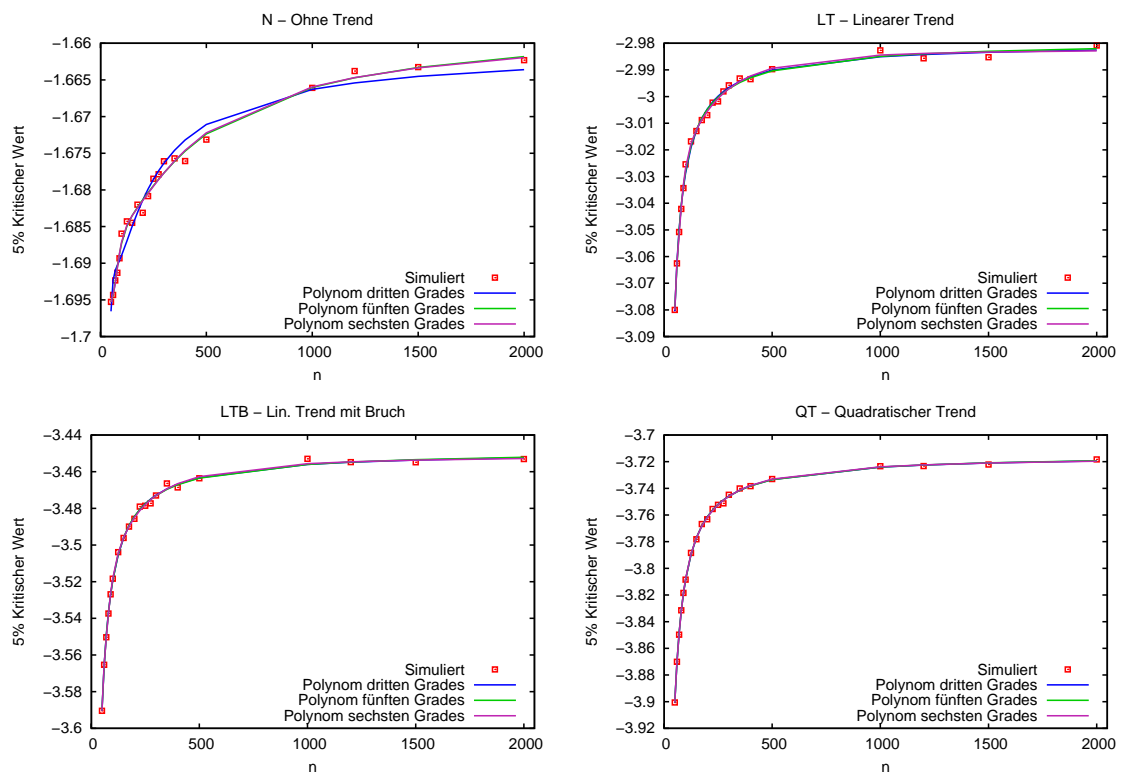 N – Ohne Trend
5% Kritischer Wert
−1.66
−1.665
−1.67
−1.675
−1.68
−1.685
−1.69
−1.695
−1.7
0 500 1000 1500 2000
n
Simuliert
Polynom dritten Grades
Polynom fünften Grades
Polynom sechsten Grades
LT – Linearer Trend
5% Kritischer Wert
−2.98
−2.99
−3
−3.01
−3.02
−3.03
−3.04
−3.05
−3.06
−3.07
−3.08
−3.09
0 500 1000 1500 2000
n
Simuliert
Polynom dritten Grades
Polynom fünften Grades
Polynom sechsten Grades
LTB – Lin. Trend mit Bruch
5% Kritischer Wert
−3.44
−3.46
−3.48
−3.5
−3.52
−3.54
−3.56
−3.58
−3.6
0 500 1000 1500 2000
n
Simuliert
Polynom dritten Grades
Polynom fünften Grades
Polynom sechsten Grades
QT – Quadratischer Trend
5% Kritischer Wert
−3.7
−3.72
−3.74
−3.76
−3.78
−3.8
−3.82
−3.84
−3.86
−3.88
−3.9
−3.92
0 500 1000 1500 2000
n
Simuliert
Polynom dritten Grades
Polynom fünften Grades
Polynom sechsten Grades